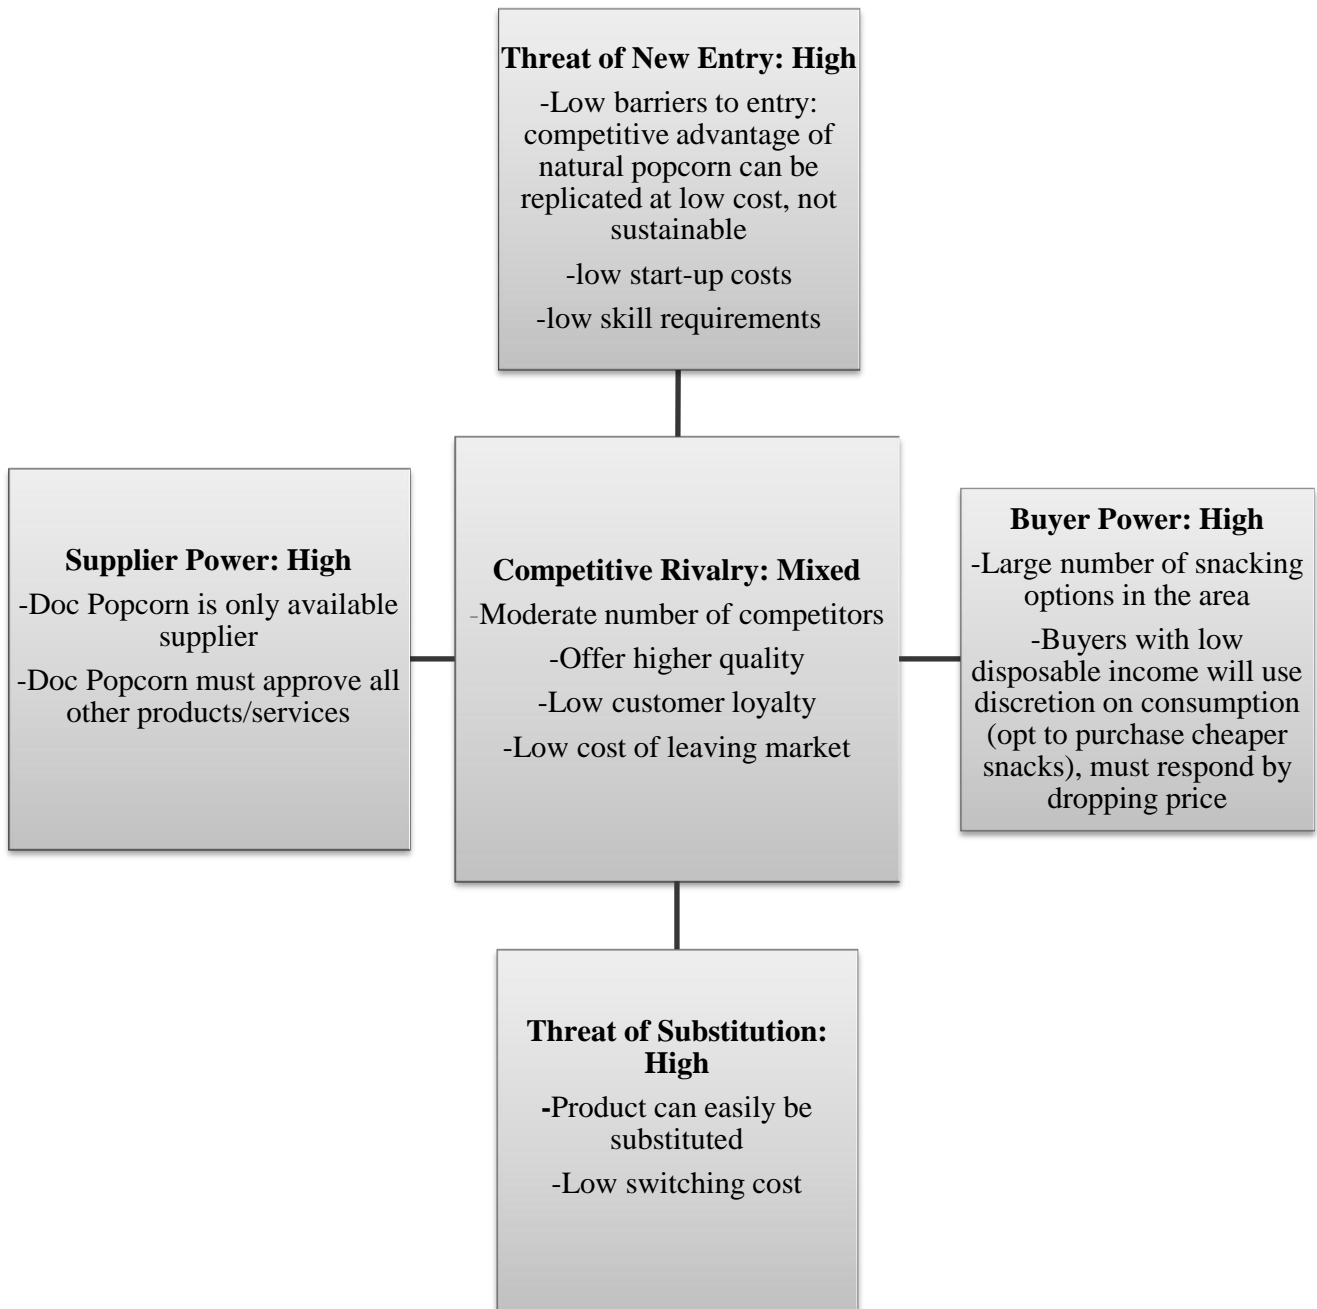 Threat of New Entry: High
-Low barriers to entry:
competitive advantage of
natural popcorn can be
replicated at low cost, not
sustainable
-low start-up costs
-low skill requirements
Supplier Power: High
-Doc Popcorn is only available
supplier
-Doc Popcorn must approve all
other products/services
Competitive Rivalry: Mixed
-Moderate number of competitors
-Offer higher quality
-Low customer loyalty
-Low cost of leaving market
Buyer Power: High
-Large number of snacking
options in the area
-Buyers with low
disposable income will use
discretion on consumption
(opt to purchase cheaper
snacks), must respond by
dropping price
Threat of Substitution:
High
-Product can easily be
substituted
-Low switching cost